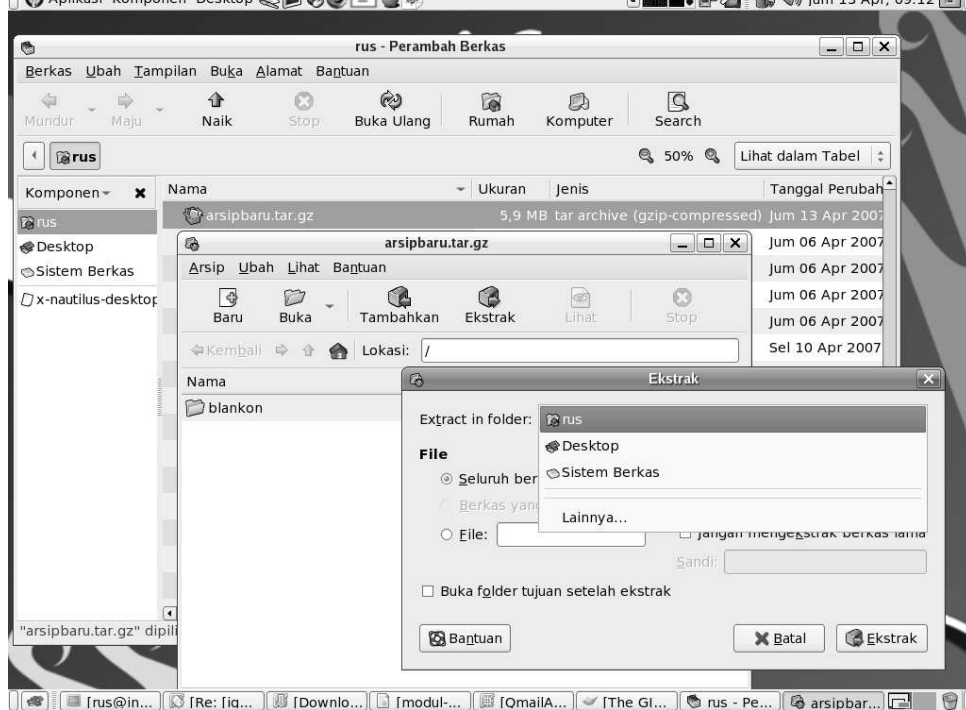 Aplikasi Komponen Desktop Jum 13 Apr, 09:12
rus - Perambah Berkas
Berkas Ubah Tampilan Buka Alamat Bantuan
Mundur Maju Naik Stop Buka Ulang Rumah Komputer Search
rus 50% Lihat dalam Tabel
Komponen Nama Ukuran Jenis Tanggal Perubah
rus arsipbaru.tar.gz 5,9 MB tar archive (gzip-compressed) Jum 13 Apr 2007
Desktop Jum 06 Apr 2007
Sistem Berkas Jum 06 Apr 2007
x-nautilus-desktop Jum 06 Apr 2007
Jum 06 Apr 2007
Sel 10 Apr 2007
arsipbaru.tar.gz
Arsip Ubah Lihat Bantuan
Baru Buka Tambahkan Ekstrak Lihat Stop
Kembali Lokasi: /
Nama
blankon
Ekstrak
Extract in folder: rus
Desktop
Sistem Berkas
Lainnya...
File
Seluruh ber
Berkas yang
File: Jangan mengekstrak berkas lama
Sandi:
Buka folder tujuan setelah ekstrak
Bantuan Batal Ekstrak
"arsipbaru.tar.gz" dipili
[rus@in... [Re: [ig... [Downlo... [modul-... [QmailA... [The GI... rus - Pe... arsipbar...